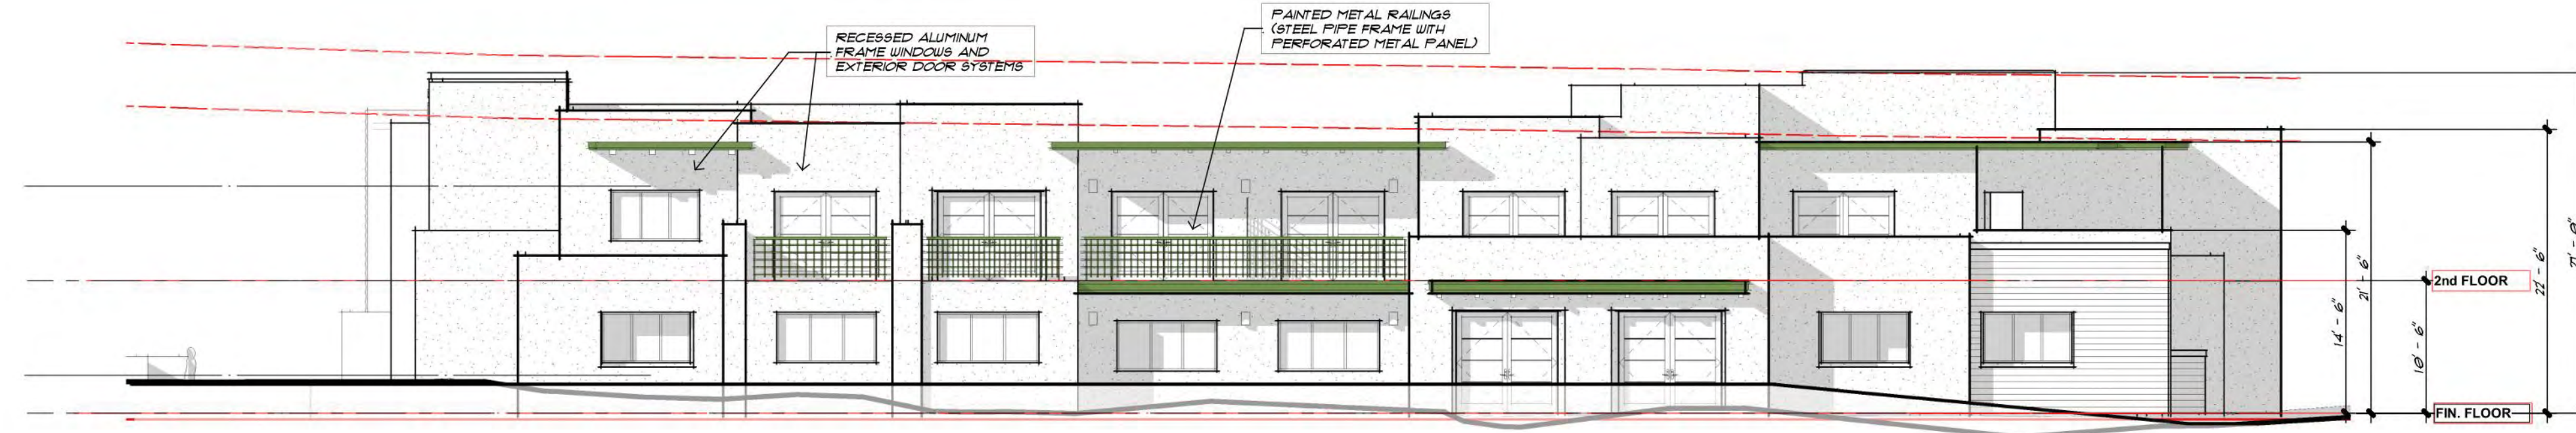 RECESSED ALUMINUM
FRAME WINDOWS AND
EXTERIOR DOOR SYSTEMS
PAINTED METAL RAILINGS
(STEEL PIPE FRAME WITH
PERFORATED METAL PANEL)
2nd FLOOR
FIN. FLOOR
14' - 6"
21' - 6"
10' - 6"
22' - 6"